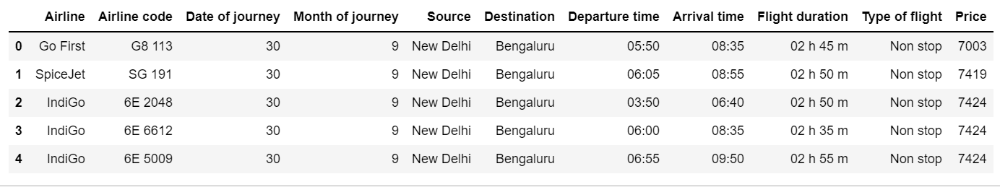 Airline Airline code Date of journey Month of journey Source Destination Departure time Arrival time Flight duration Type of flight Price
0 Go First G8 113 30 9 New Delhi Bengaluru 05:50 08:35 02 h 45 m Non stop 7003
1 SpiceJet SG 191 30 9 New Delhi Bengaluru 06:05 08:55 02 h 50 m Non stop 7419
2 IndiGo 6E 2048 30 9 New Delhi Bengaluru 03:50 06:40 02 h 50 m Non stop 7424
3 IndiGo 6E 6612 30 9 New Delhi Bengaluru 06:00 08:35 02 h 35 m Non stop 7424
4 IndiGo 6E 5009 30 9 New Delhi Bengaluru 06:55 09:50 02 h 55 m Non stop 7424